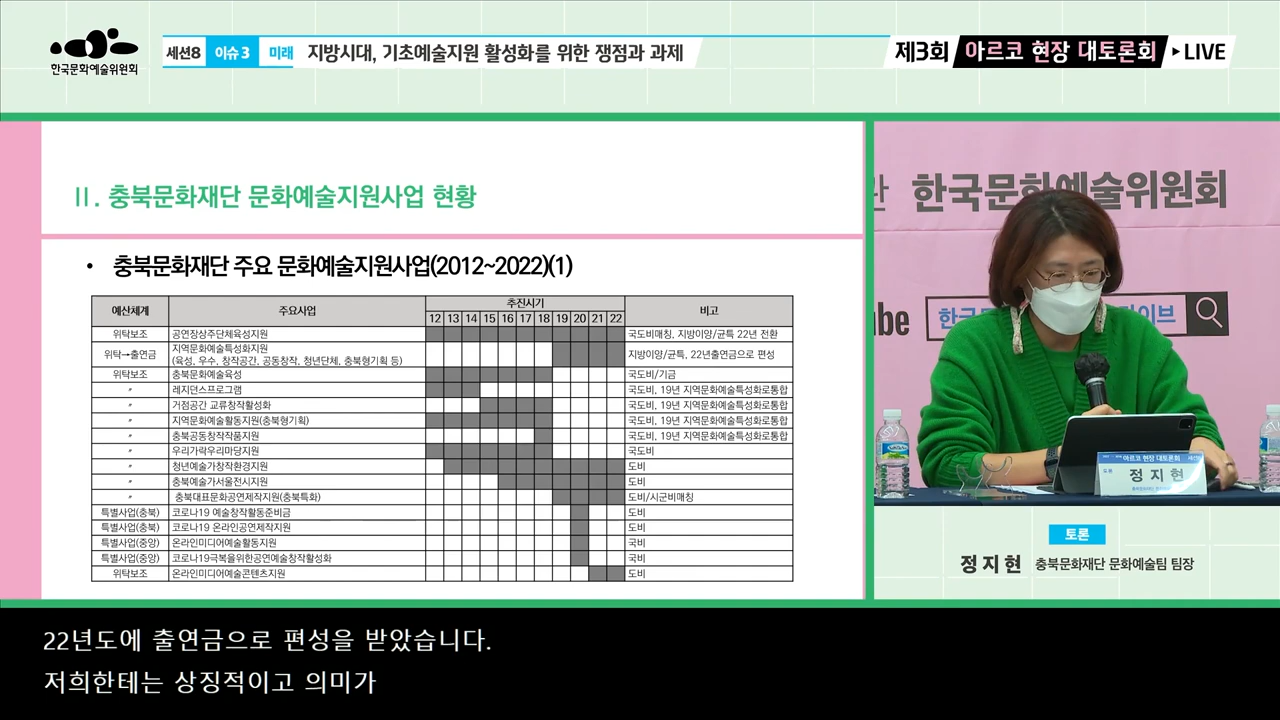 한국문화예술위원회
세션8 이슈 3 미래 지방시대, 기초예술지원 활성화를 위한 쟁점과 과제
제3회 아르코 현장 대토론회 ▸LIVE
II. 충북문화재단 문화예술지원사업 현황
• 충북문화재단 주요 문화예술지원사업(2012~2022)(1)
예산체계 주요사업 추진시기 비고
12 13 14 15 16 17 18 19 20 21 22
위탁보조 공연장상주단체육성지원 국도비매칭, 지방이양/균특 22년 전환
위탁→출연금 지역문화예술특성화지원
(육성, 우수, 창작공간, 공동창작, 청년단체, 충북형기획 등) 지방이양/균특, 22년출연금으로 편성
위탁보조 충북문화예술육성 국도비/기금
〃 레지던스프로그램 국도비, 19년 지역문화예술특성화로통합
〃 거점공간 교류창작활성화 국도비, 19년 지역문화예술특성화로통합
〃 지역문화예술활동지원(충북형기획) 국도비, 19년 지역문화예술특성화로통합
〃 충북공동창작작품지원 국도비, 19년 지역문화예술특성화로통합
〃 우리가락우리마당지원 국도비
〃 청년예술가창작환경지원 도비
〃 충북예술가서울전시지원 도비
〃 충북대표문화공연제작지원(충북특화) 도비/시군비매칭
특별사업(충북) 코로나19 예술창작활동준비금 도비
특별사업(충북) 코로나19 온라인공연제작지원 도비
특별사업(중앙) 온라인미디어예술활동지원 국비
특별사업(중앙) 코로나19극복을위한공연예술창작활성화 국비
위탁보조 온라인미디어예술콘텐츠지원 도비
한국문화예술위원회
아르코 현장 대토론회
정 지 현
토론
정지현 충북문화재단 문화예술팀 팀장
22년도에 출연금으로 편성을 받았습니다.
저희한테는 상징적이고 의미가